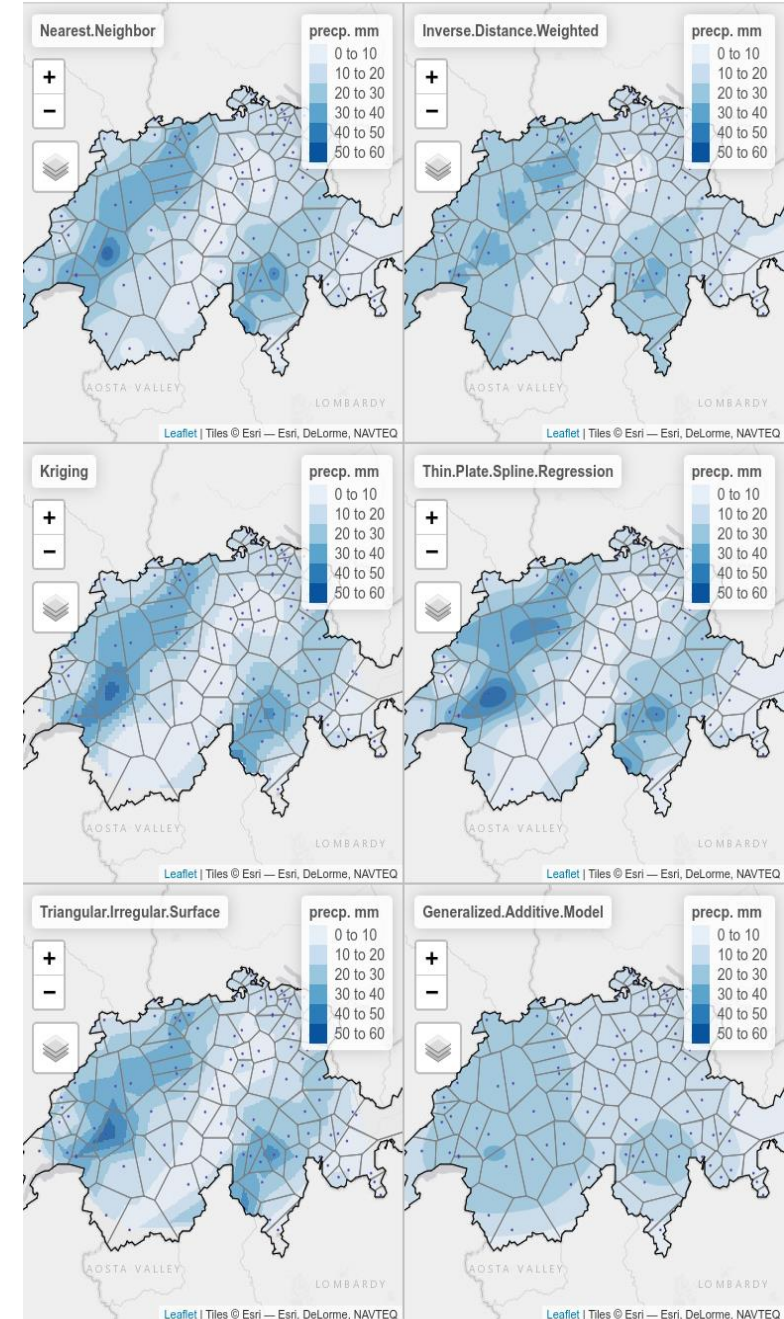 Nearest.Neighbor
precp. mm
0 to 10
10 to 20
20 to 30
30 to 40
40 to 50
50 to 60
+
−
AOSTA VALLEY
LOMBARDY
Leaflet | Tiles © Esri — Esri, DeLorme, NAVTEQ
Inverse.Distance.Weighted
precp. mm
0 to 10
10 to 20
20 to 30
30 to 40
40 to 50
50 to 60
+
−
AOSTA VALLEY
LOMBARDY
Leaflet | Tiles © Esri — Esri, DeLorme, NAVTEQ
Kriging
precp. mm
0 to 10
10 to 20
20 to 30
30 to 40
40 to 50
50 to 60
+
−
AOSTA VALLEY
LOMBARDY
Leaflet | Tiles © Esri — Esri, DeLorme, NAVTEQ
Thin.Plate.Spline.Regression
precp. mm
0 to 10
10 to 20
20 to 30
30 to 40
40 to 50
50 to 60
+
−
AOSTA VALLEY
LOMBARDY
Leaflet | Tiles © Esri — Esri, DeLorme, NAVTEQ
Triangular.Irregular.Surface
precp. mm
0 to 10
10 to 20
20 to 30
30 to 40
40 to 50
50 to 60
+
−
AOSTA VALLEY
LOMBARDY
Leaflet | Tiles © Esri — Esri, DeLorme, NAVTEQ
Generalized.Additive.Model
precp. mm
0 to 10
10 to 20
20 to 30
30 to 40
40 to 50
50 to 60
+
−
AOSTA VALLEY
LOMBARDY
Leaflet | Tiles © Esri — Esri, DeLorme, NAVTEQ